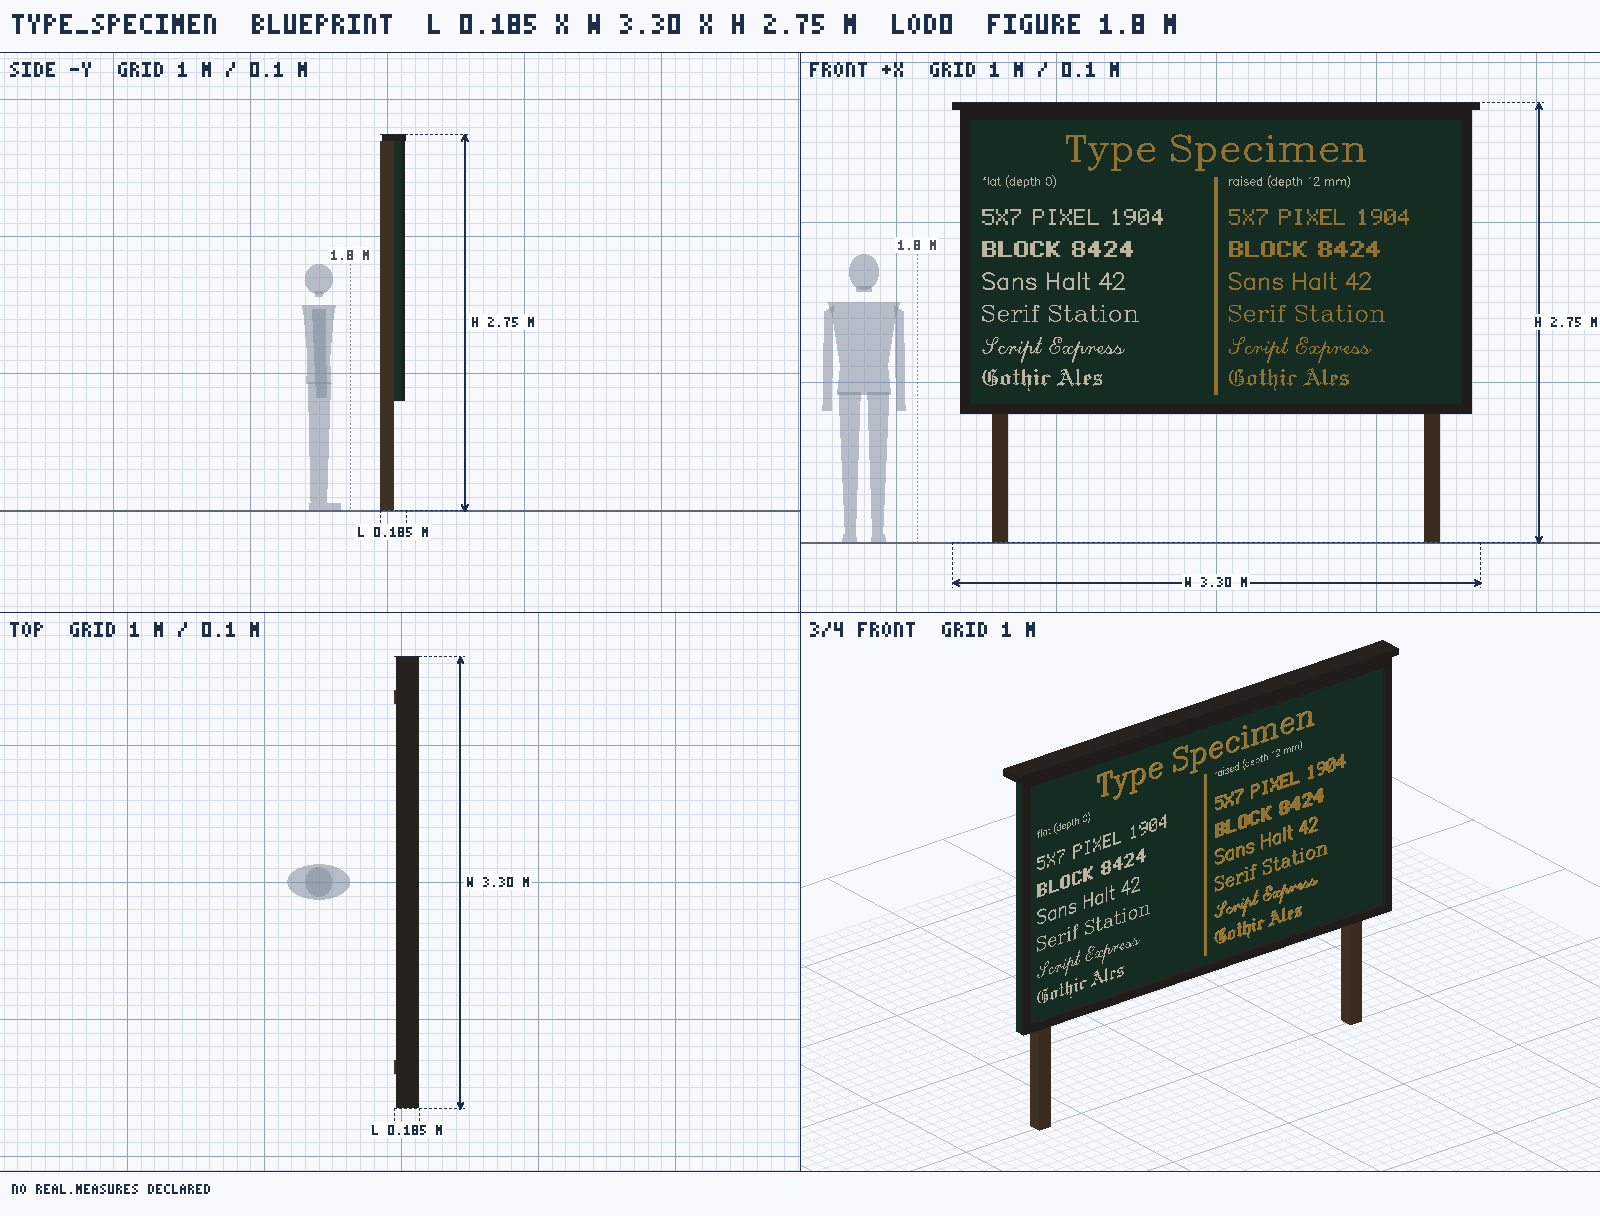 TYPE_SPECIMEN BLUEPRINT L 0.185 X W 3.30 X H 2.75 M LOD0 FIGURE 1.8 M
SIDE -Y GRID 1 M / 0.1 M
1.8 M
H 2.75 M
L 0.185 M
FRONT +X GRID 1 M / 0.1 M
Type Specimen
flat (depth 0)
5X7 PIXEL 1904
BLOCK 8424
Sans Halt 42
Serif Station
Script Express
Gothic Ales
raised (depth 12 mm)
5X7 PIXEL 1904
BLOCK 8424
Sans Halt 42
Serif Station
Script Express
Gothic Ales
1.8 M
H 2.75 M
W 3.30 M
TOP GRID 1 M / 0.1 M
W 3.30 M
L 0.185 M
3/4 FRONT GRID 1 M
Type Specimen
flat (depth 0)
5X7 PIXEL 1904
BLOCK 8424
Sans Halt 42
Serif Station
Script Express
Gothic Ales
raised (depth 12 mm)
5X7 PIXEL 1904
BLOCK 8424
Sans Halt 42
Serif Station
Script Express
Gothic Ales
NO REAL.MEASURES DECLARED